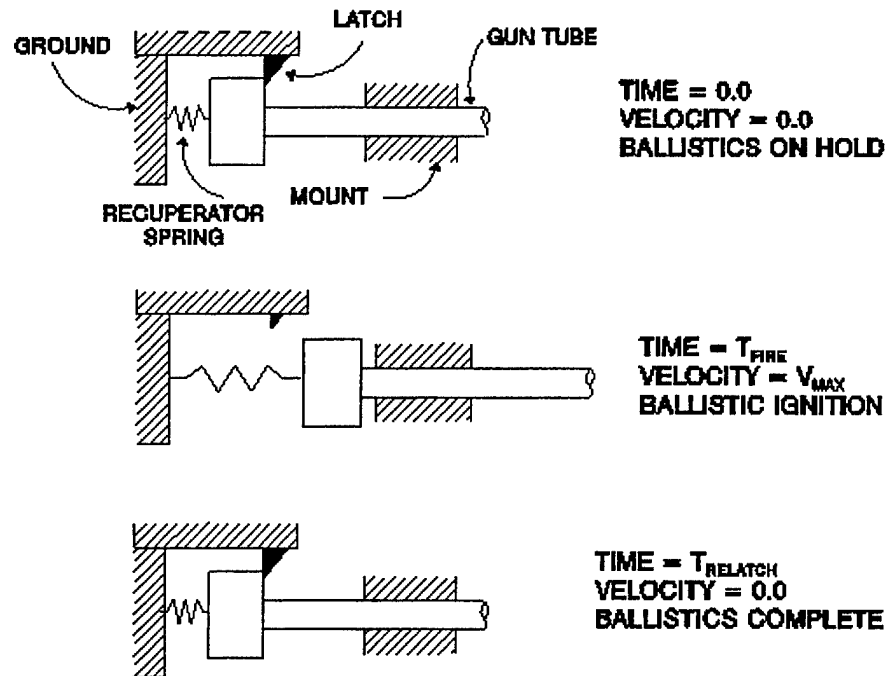 GROUND
LATCH
GUN TUBE
MOUNT
RECUPERATOR
SPRING
TIME = 0.0
VELOCITY = 0.0
BALLISTICS ON HOLD
TIME = TFIRE
VELOCITY = VMAX
BALLISTIC IGNITION
TIME = TRELATCH
VELOCITY = 0.0
BALLISTICS COMPLETE